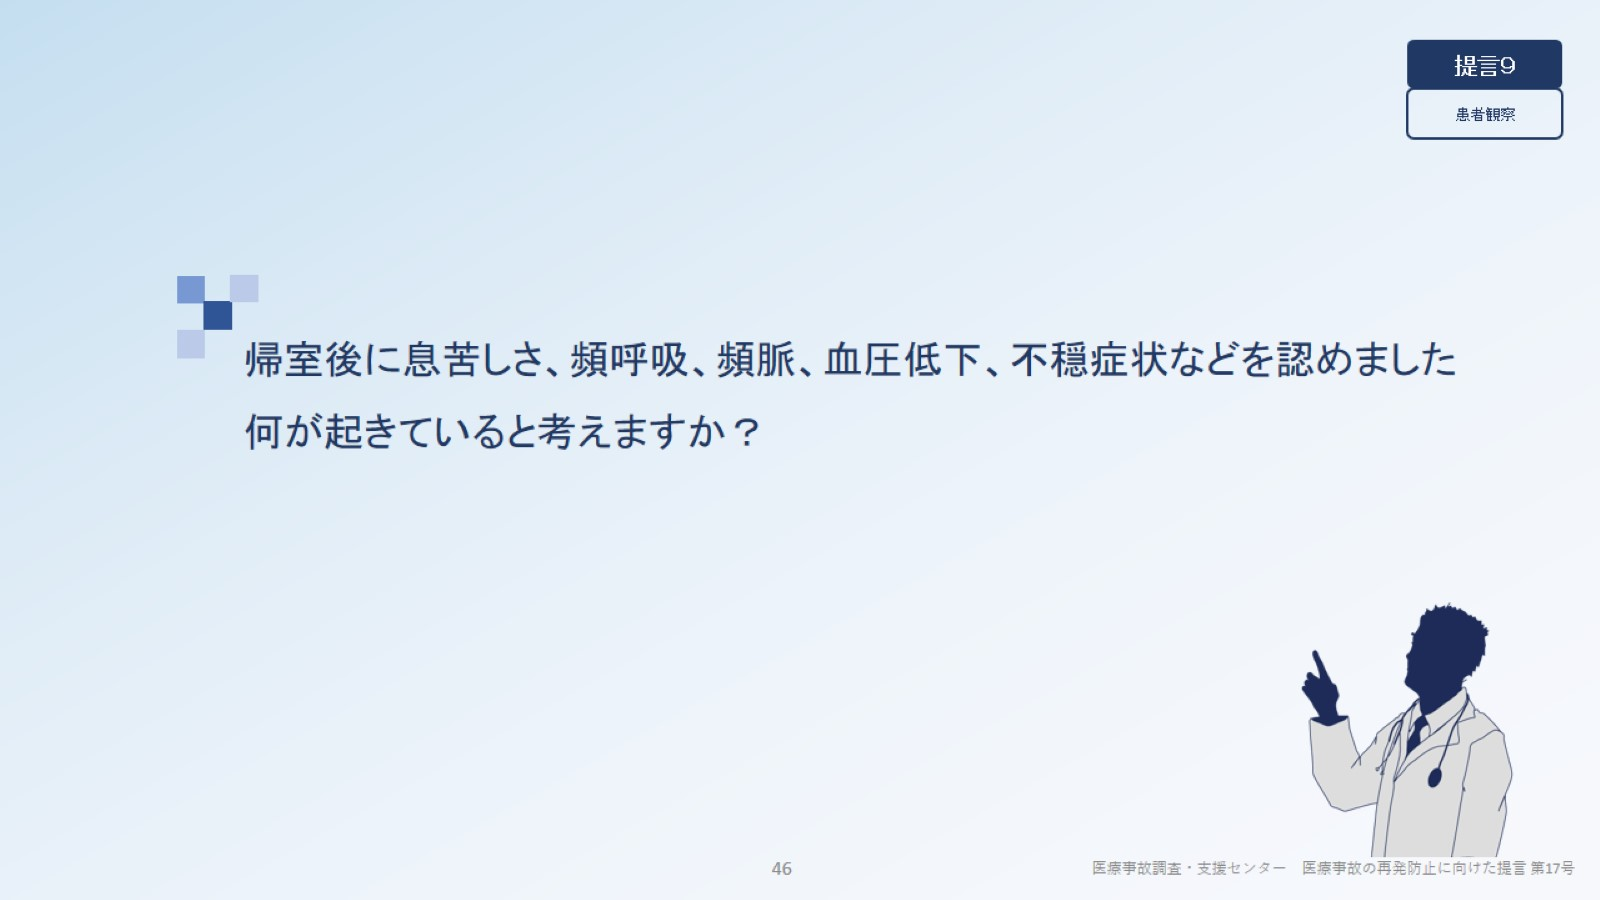 提言9
患者観察
帰室後に息苦しさ、頻呼吸、頻脈、血圧低下、不穏症状などを認めました
何が起きていると考えますか？
46
医療事故調査・支援センター　医療事故の再発防止に向けた提言 第17号